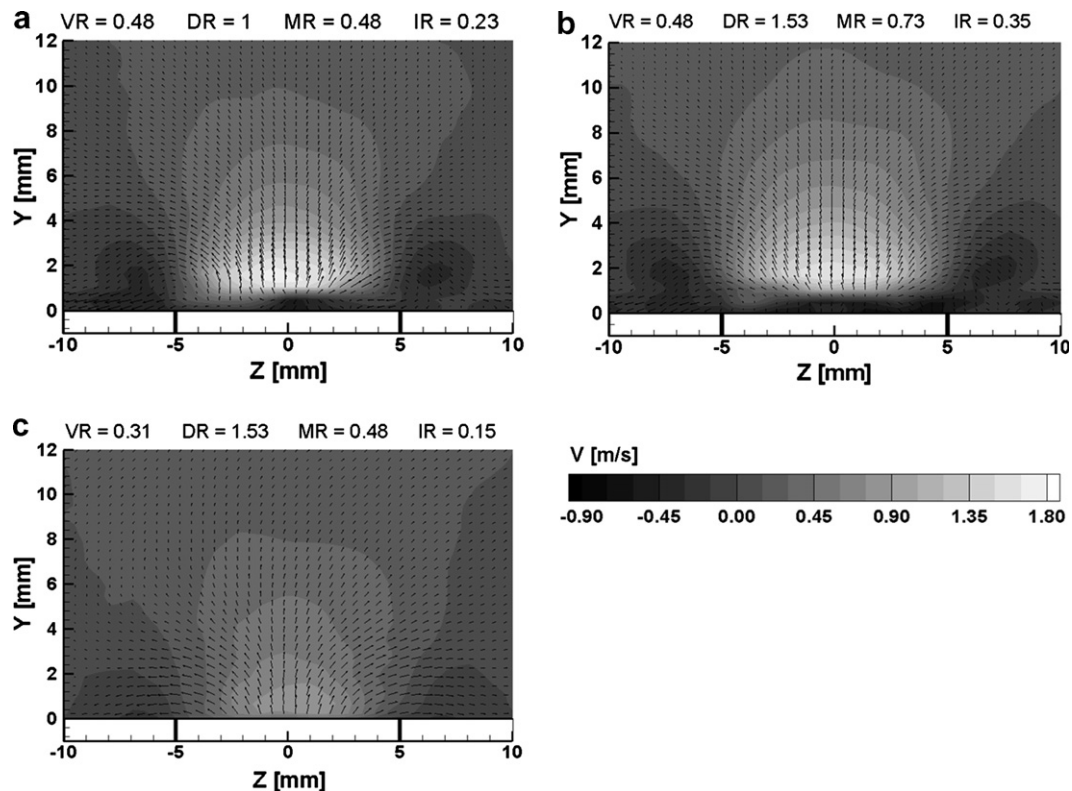 a VR = 0.48 DR = 1 MR = 0.48 IR = 0.23
12
10
8
6
4
2
0
Y [mm]
-10 -5 0 5 10
Z [mm]
b VR = 0.48 DR = 1.53 MR = 0.73 IR = 0.35
12
10
8
6
4
2
0
Y [mm]
-10 -5 0 5 10
Z [mm]
c VR = 0.31 DR = 1.53 MR = 0.48 IR = 0.15
12
10
8
6
4
2
0
Y [mm]
-10 -5 0 5 10
Z [mm]
V [m/s]
-0.90 -0.45 0.00 0.45 0.90 1.35 1.80